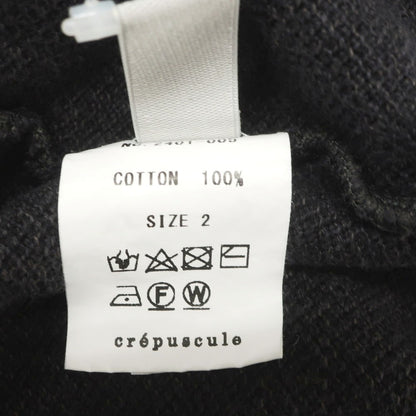 COTTON 100%
SIZE 2
F W
crépuscule